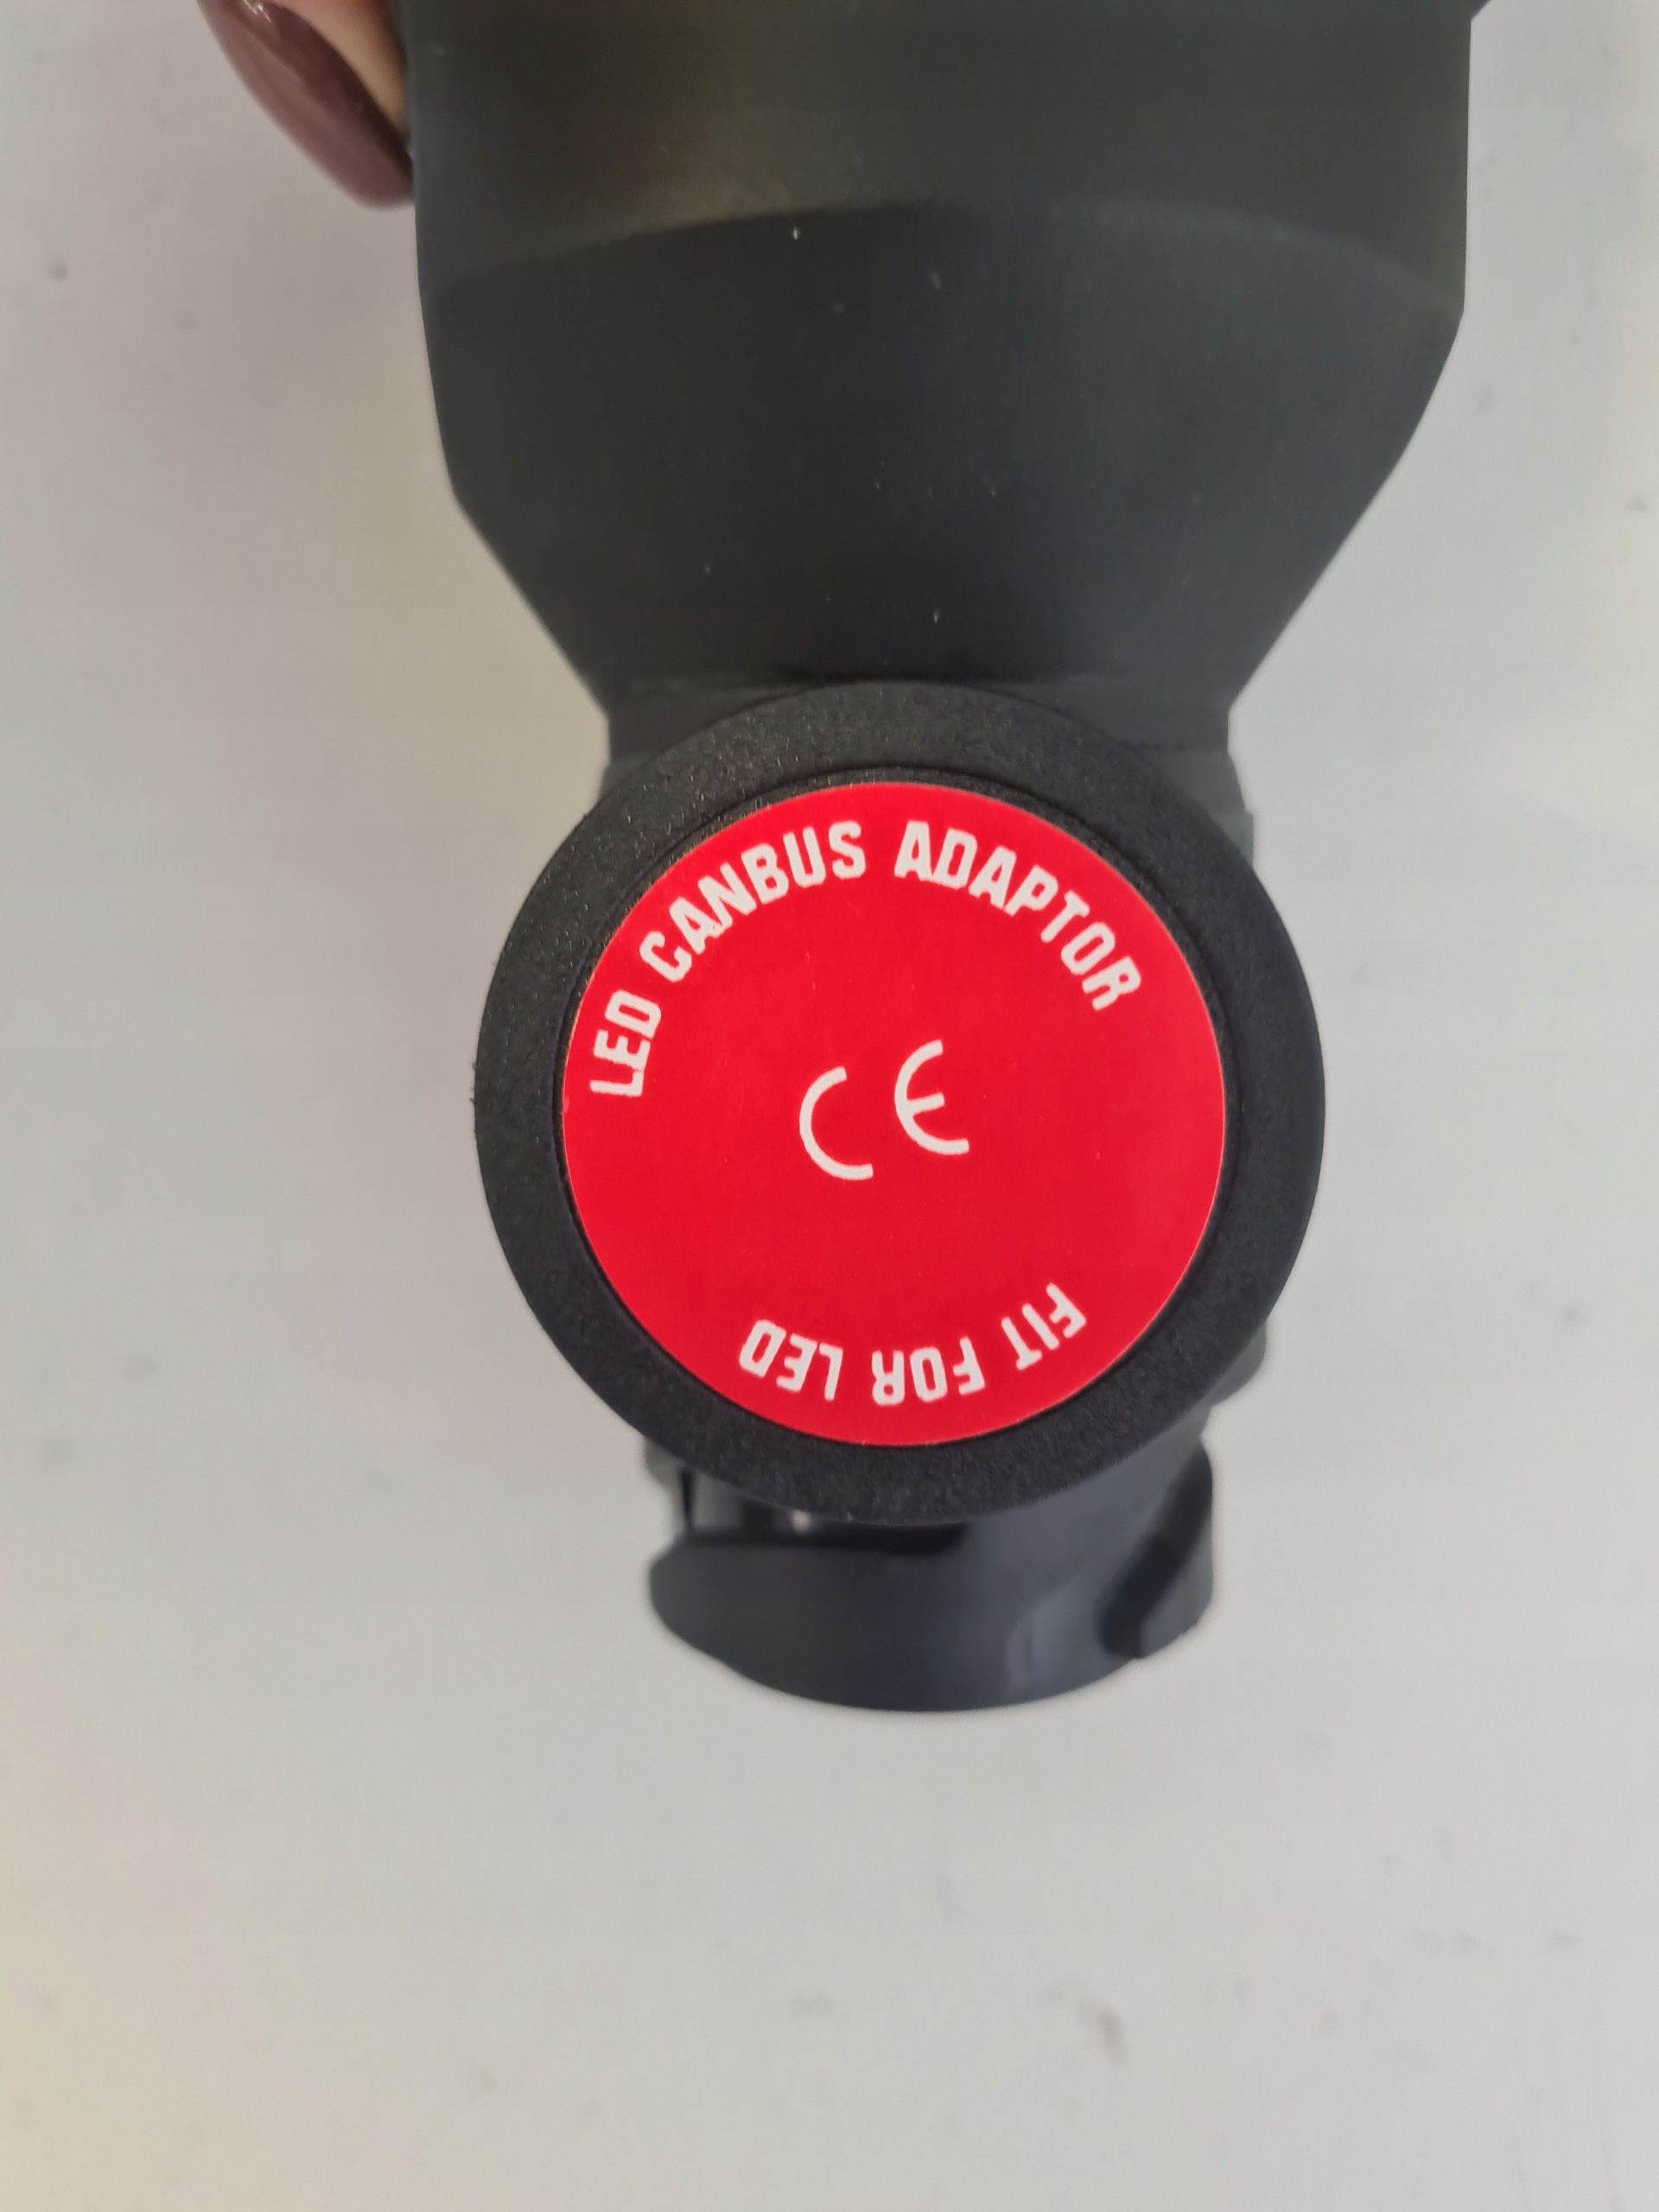 LED CANBUS ADAPTOR
CE
FIT FOR LED